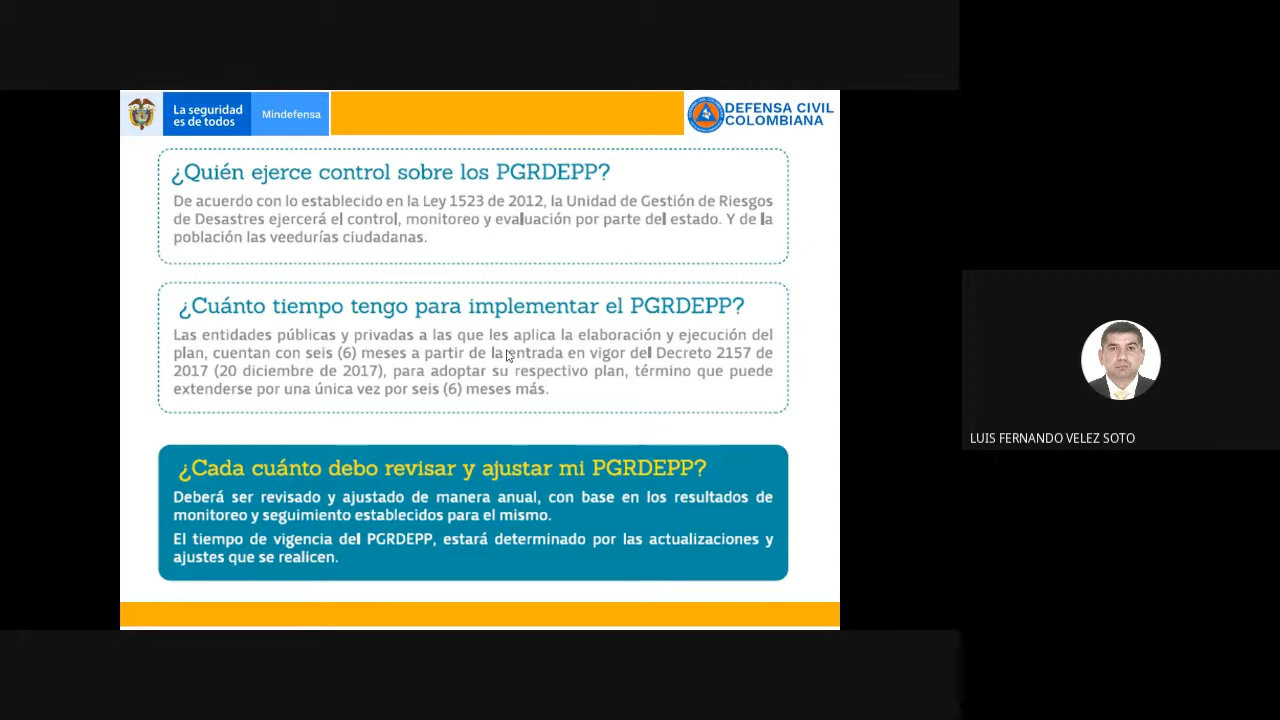 La seguridad
es de todos
Mindefensa
DEFENSA CIVIL
COLOMBIANA
¿Quién ejerce control sobre los PGRDEPP?
De acuerdo con lo establecido en la Ley 1523 de 2012, la Unidad de Gestión de Riesgos
de Desastres ejercerá el control, monitoreo y evaluación por parte del estado. Y de la
población las veedurías ciudadanas.
¿Cuánto tiempo tengo para implementar el PGRDEPP?
Las entidades públicas y privadas a las que les aplica la elaboración y ejecución del
plan, cuentan con seis (6) meses a partir de la entrada en vigor del Decreto 2157 de
2017 (20 diciembre de 2017), para adoptar su respectivo plan, término que puede
extenderse por una única vez por seis (6) meses más.
¿Cada cuánto debo revisar y ajustar mi PGRDEPP?
Deberá ser revisado y ajustado de manera anual, con base en los resultados de
monitoreo y seguimiento establecidos para el mismo.
El tiempo de vigencia del PGRDEPP, estará determinado por las actualizaciones y
ajustes que se realicen.
LUIS FERNANDO VELEZ SOTO